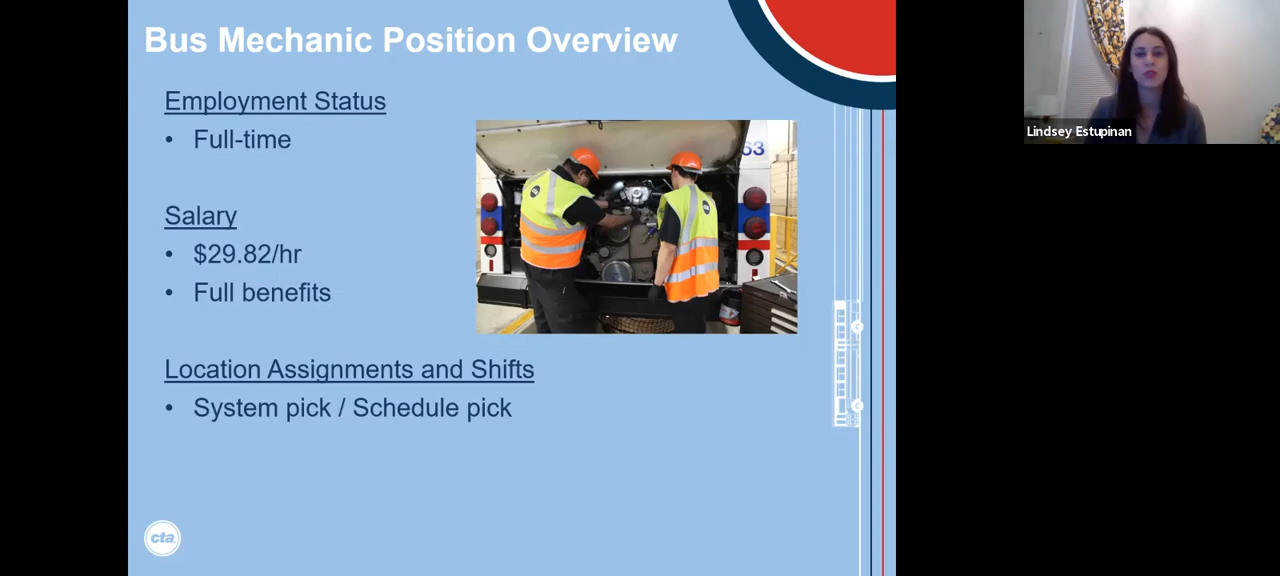 Bus Mechanic Position Overview
Employment Status
• Full-time
Salary
• $29.82/hr
• Full benefits
Location Assignments and Shifts
• System pick / Schedule pick
63
cta
Lindsey Estupinan